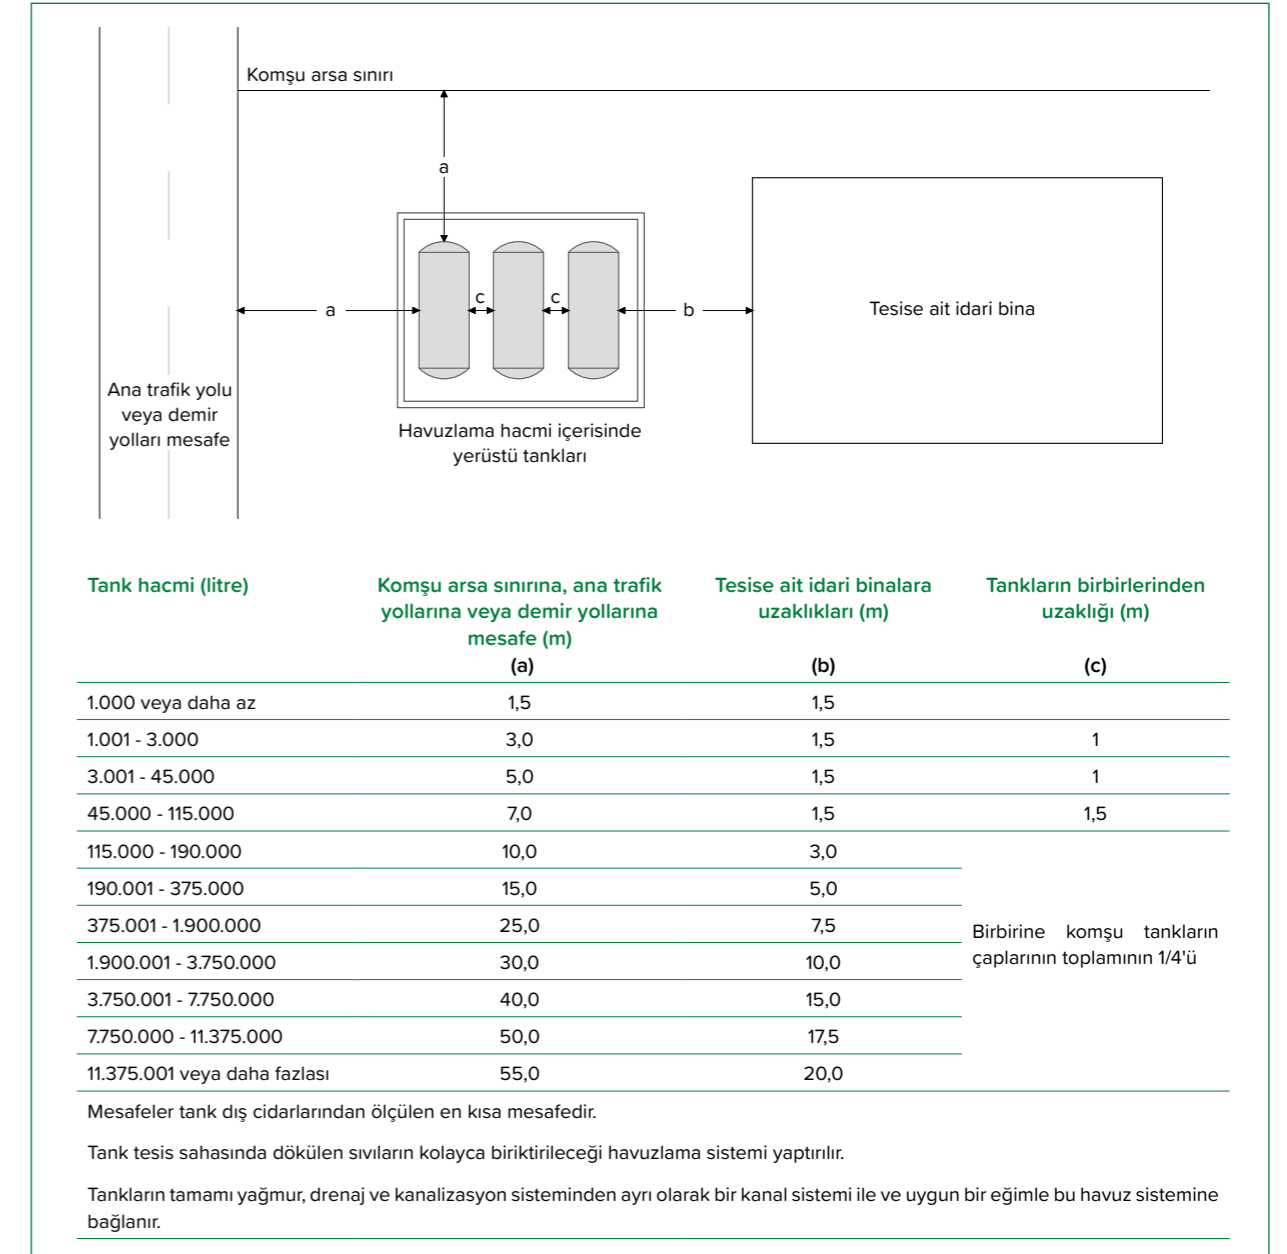 Komşu arsa sınırı
a
a
c
c
b
Tesise ait idari bina
Ana trafik yolu
veya demir
yolları mesafe
Havuzlama hacmi içerisinde
yerüstü tankları
Tank hacmi (litre)
Komşu arsa sınırına, ana trafik
yollarına veya demir yollarına
mesafe (m)
(a)
Tesise ait idari binalara
uzaklıkları (m)
(b)
Tankların birbirlerinden
uzaklığı (m)
(c)
1.000 veya daha az 1,5 1,5
1.001 - 3.000 3,0 1,5 1
3.001 - 45.000 5,0 1,5 1
45.000 - 115.000 7,0 1,5 1,5
115.000 - 190.000 10,0 3,0
190.001 - 375.000 15,0 5,0
375.001 - 1.900.000 25,0 7,5
1.900.001 - 3.750.000 30,0 10,0
3.750.001 - 7.750.000 40,0 15,0
7.750.000 - 11.375.000 50,0 17,5
11.375.001 veya daha fazlası 55,0 20,0
Birbirine komşu tankların
çaplarının toplamının 1/4'ü
Mesafeler tank dış cidarlarından ölçülen en kısa mesafedir.
Tank tesis sahasında dökülen sıvıların kolayca biriktirileceği havuzlama sistemi yaptırılır.
Tankların tamamı yağmur, drenaj ve kanalizasyon sisteminden ayrı olarak bir kanal sistemi ile ve uygun bir eğimle bu havuz sistemine
bağlanır.